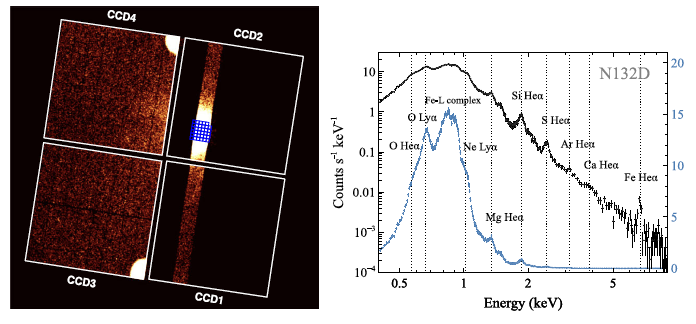 CCD4
CCD2
CCD3
CCD1
N132D
Counts s⁻¹ keV⁻¹
10
1
0.1
0.01
10⁻³
10⁻⁴
20
15
10
5
0
Fe-L complex
O Lyα
O Heα
Ne Lyα
Mg Heα
Si Heα
S Heα
Ar Heα
Ca Heα
Fe Heα
0.5
1
2
5
Energy (keV)